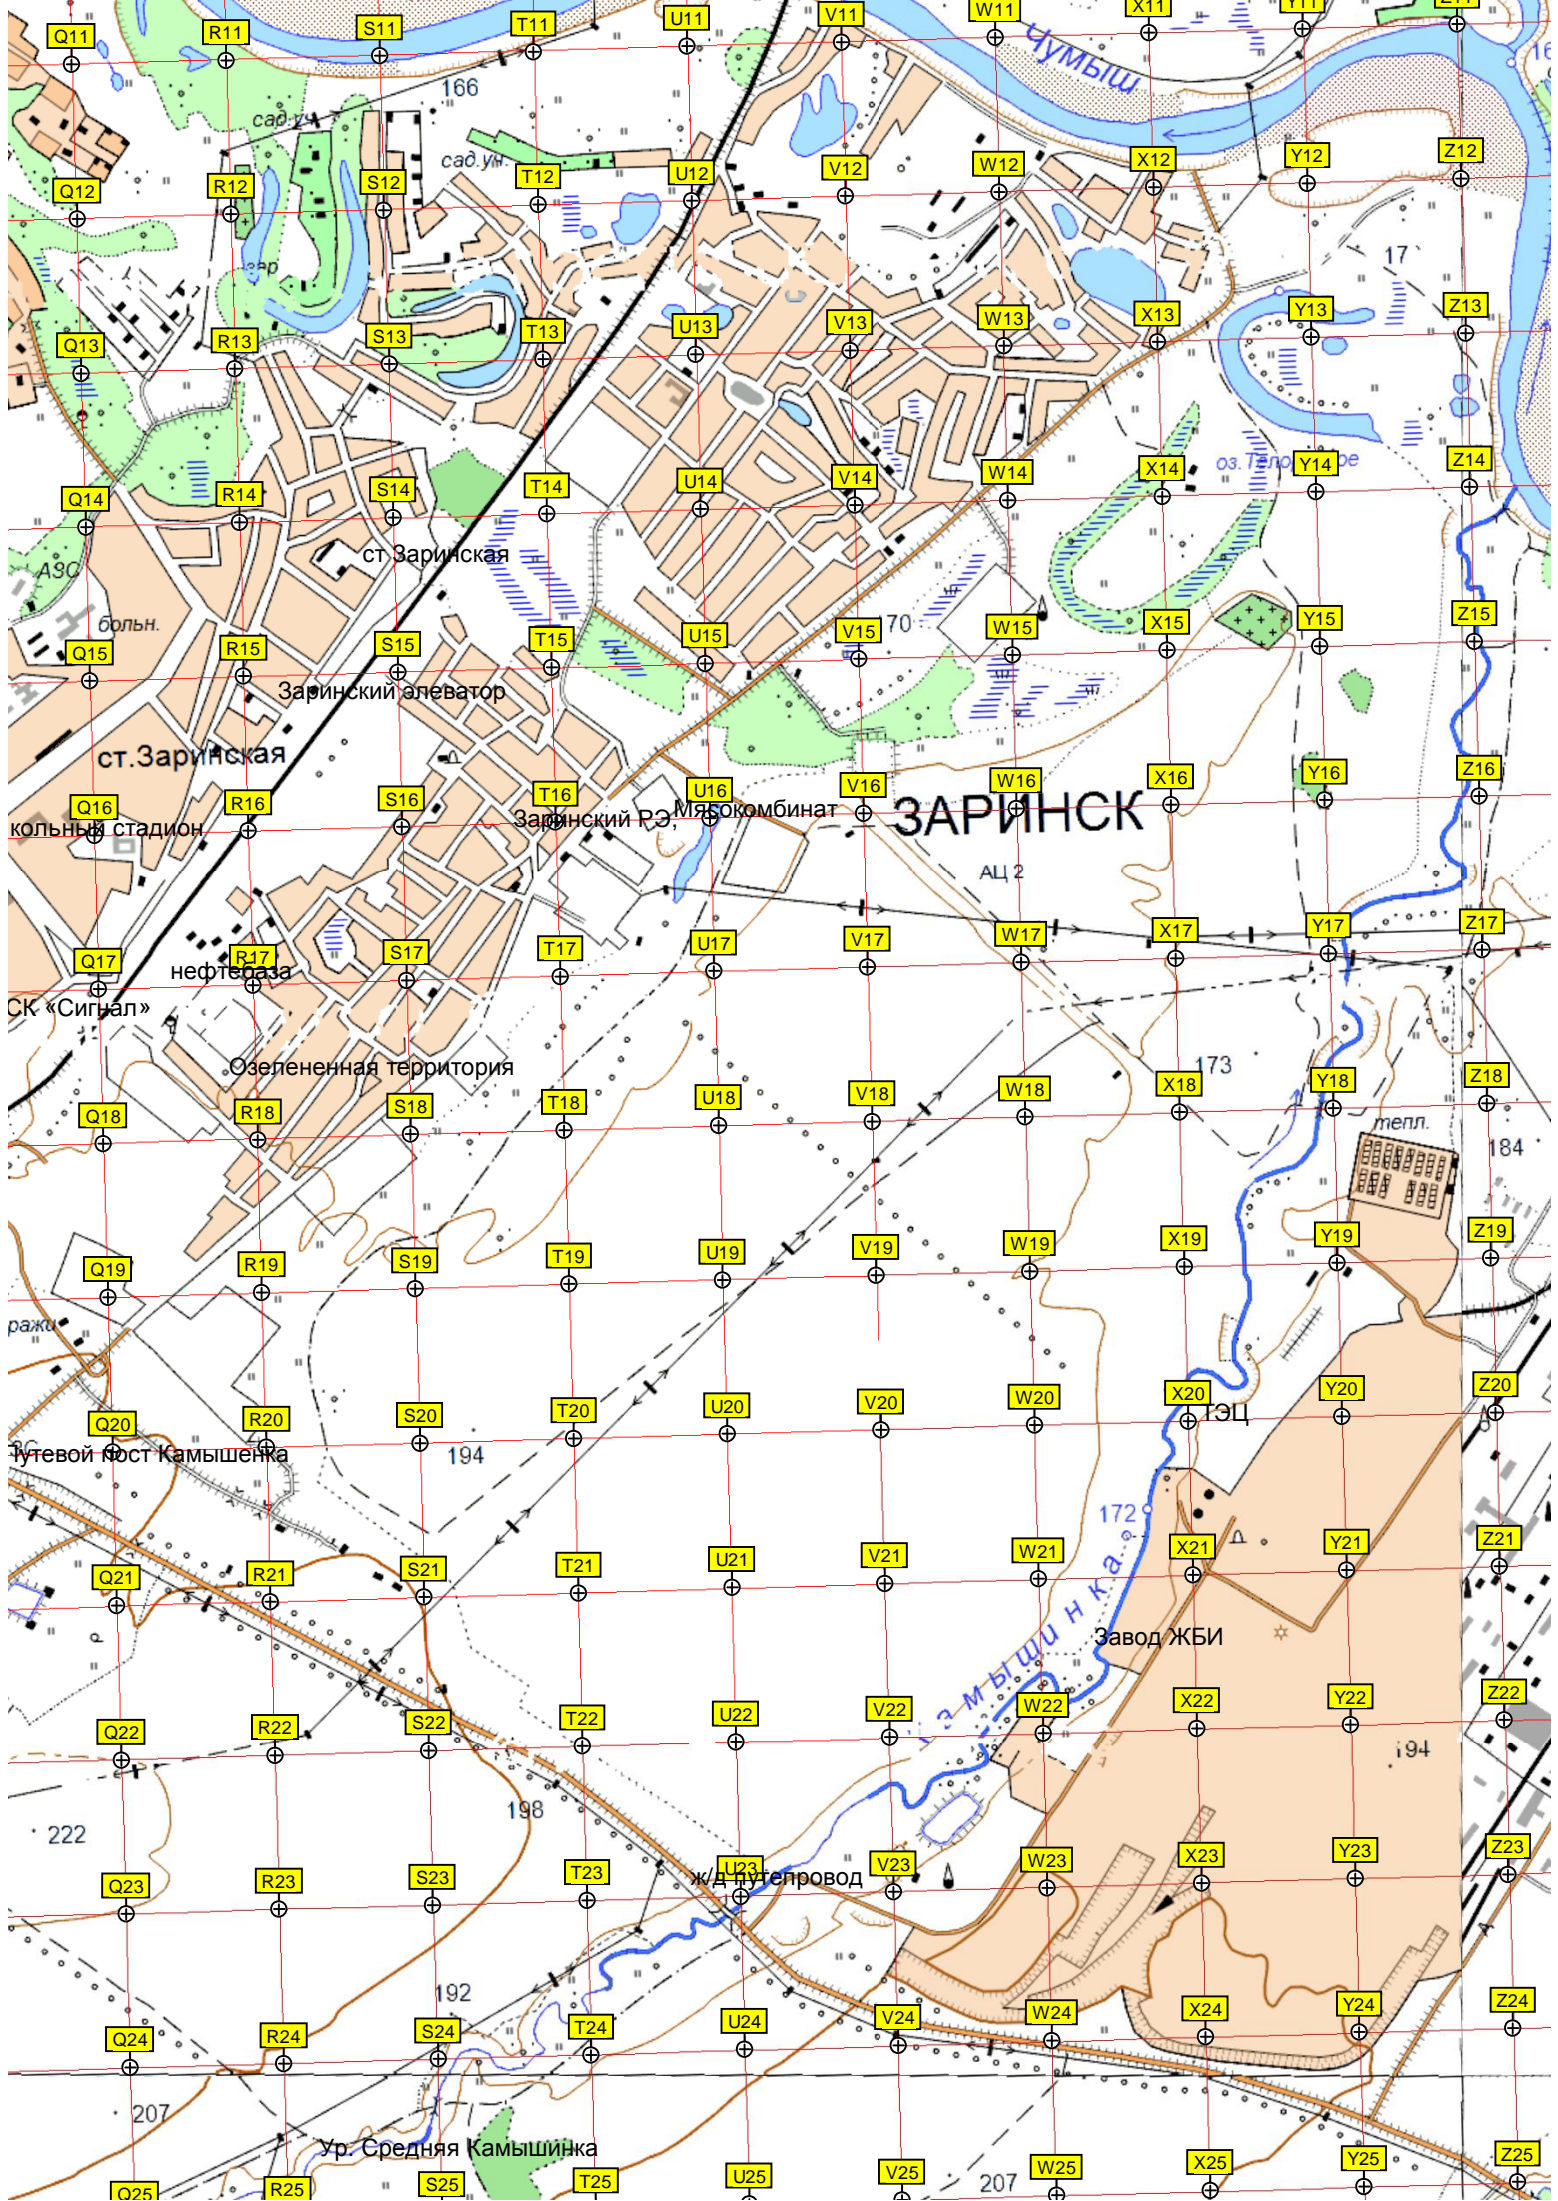 Q11 R11 S11 T11 U11 V11 W11 X11 Y11 Z11
Чумыш
166
сад.уч.
сад.уч.
Q12 R12 S12 T12 U12 V12 W12 X12 Y12 Z12
17
Q13 R13 S13 T13 U13 V13 W13 X13 Y13 Z13
Q14 R14 S14 T14 U14 V14 W14 X14 Y14 Z14
ст.Заринская
АЗС
больн.
170
Q15 R15 S15 T15 U15 V15 W15 X15 Y15 Z15
Заринский элеватор
ст.Заринская
Q16 R16 S16 T16 U16 V16 W16 X16 Y16 Z16
кольный стадион
Заринский РЭ,
Мясокомбинат
ЗАРИНСК
АЦ 2
Q17 R17 S17 T17 U17 V17 W17 X17 Y17 Z17
нефтебаза
СК «Сигнал»
Озелененная территория
173
Q18 R18 S18 T18 U18 V18 W18 X18 Y18 Z18
тепл.
184
Q19 R19 S19 T19 U19 V19 W19 X19 Y19 Z19
ражи
Q20 R20 S20 T20 U20 V20 W20 X20 Y20 Z20
ТЭЦ
Путевой пост Камышенка
194
172
Q21 R21 S21 T21 U21 V21 W21 X21 Y21 Z21
Завод ЖБИ
Q22 R22 S22 T22 U22 V22 W22 X22 Y22 Z22
194
198
222
Q23 R23 S23 T23 U23 V23 W23 X23 Y23 Z23
ж/д путепровод
192
Q24 R24 S24 T24 U24 V24 W24 X24 Y24 Z24
207
Ур. Средняя Камышинка
207
Q25 R25 S25 T25 U25 V25 W25 X25 Y25 Z25